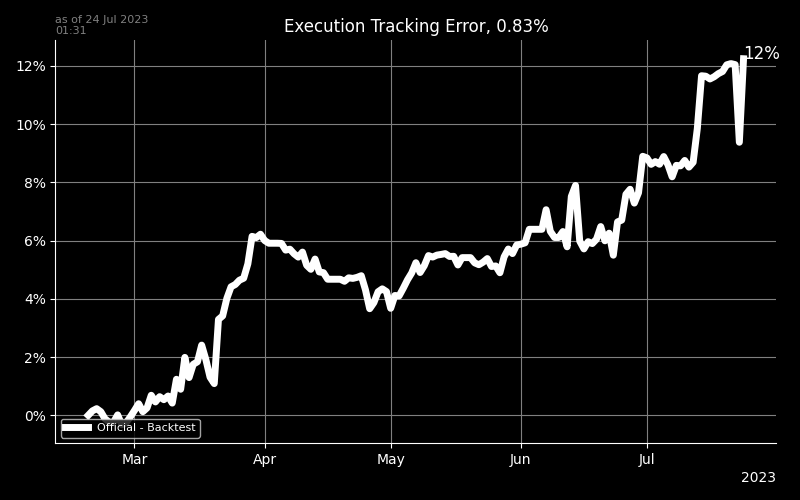 as of 24 Jul 2023
01:31
Execution Tracking Error, 0.83%
12%
12%
10%
8%
6%
4%
2%
0%
Official - Backtest
Mar
Apr
May
Jun
Jul
2023